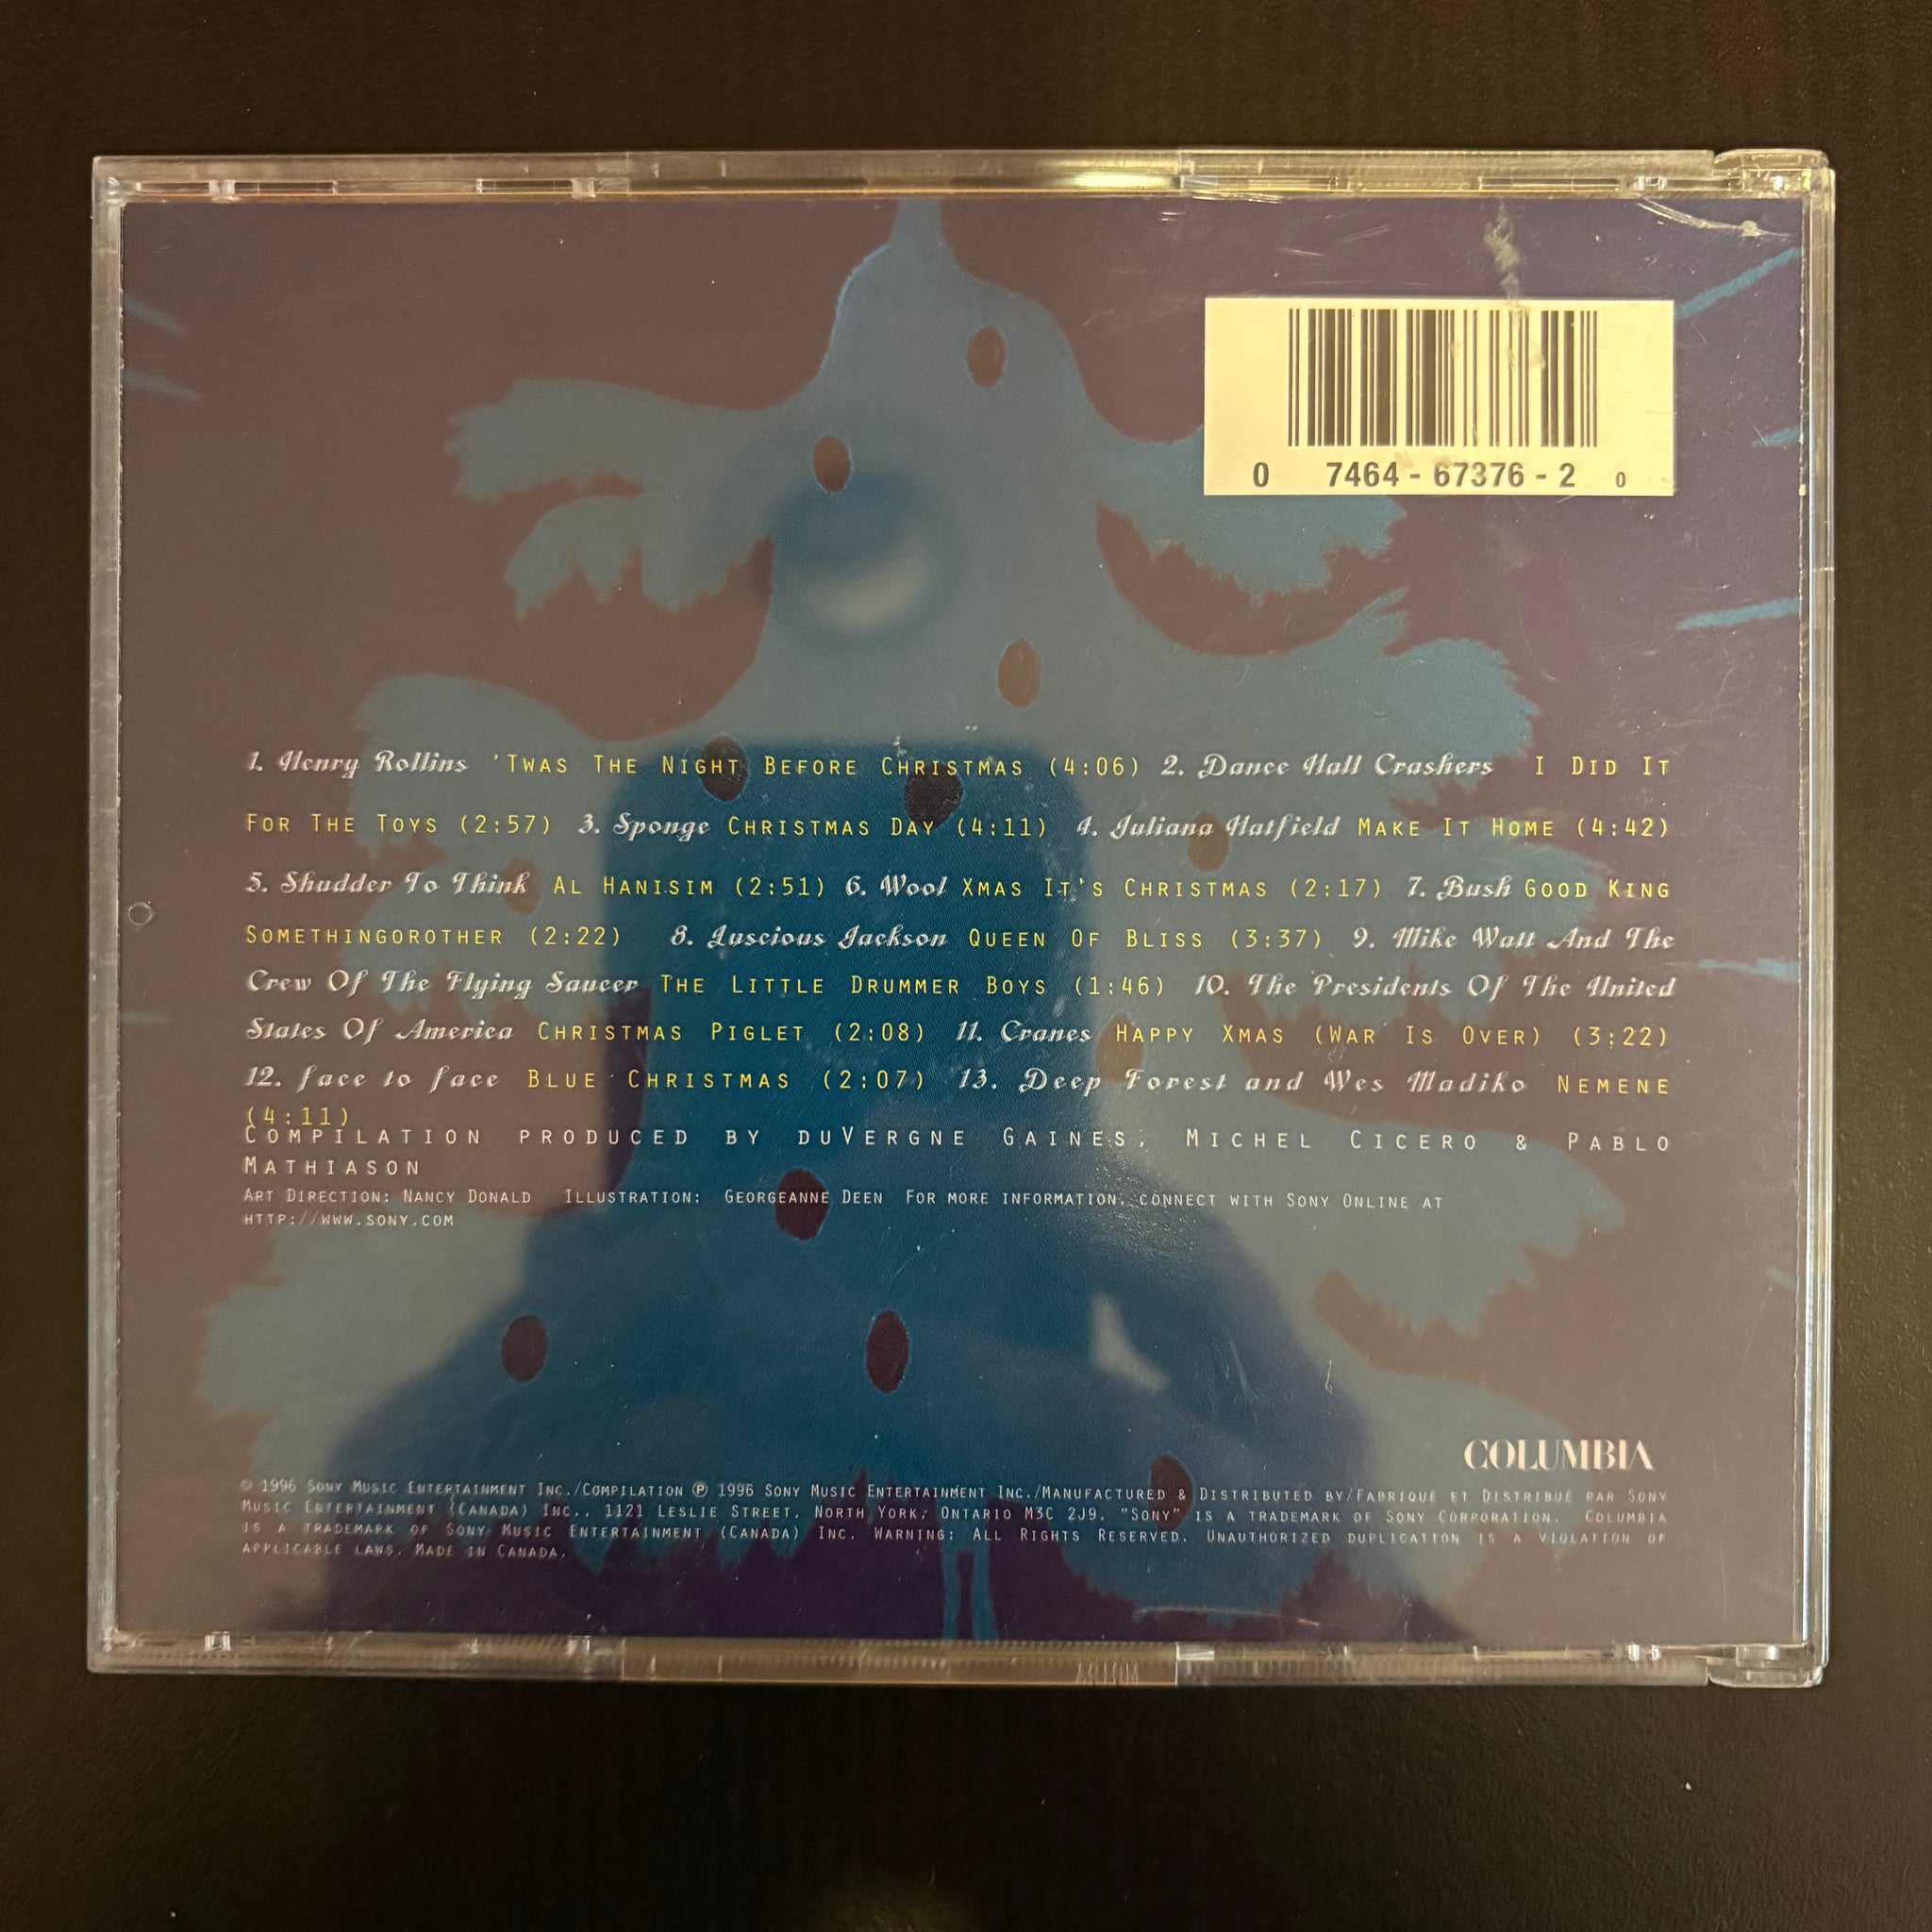 0 7464 - 67376 - 2 0
1. Henry Rollins 'Twas The Night Before Christmas (4:06) 2. Dance Hall Crashers I Did It
For The Toys (2:57) 3. Sponge Christmas Day (4:11) 4. Juliana Hatfield Make It Home (4:42)
5. Shudder To Think Al Hanisim (2:51) 6. Wool Xmas It's Christmas (2:17) 7. Bush Good King
Somethingorother (2:22) 8. Luscious Jackson Queen Of Bliss (3:37) 9. Mike Watt And The
Crew Of The Flying Saucer The Little Drummer Boys (1:46) 10. The Presidents Of The United
States Of America Christmas Piglet (2:08) 11. Cranes Happy Xmas (War Is Over) (3:22)
12. face to face Blue Christmas (2:07) 13. Deep Forest and Wes Madiko Nemene
(4:11)
Compilation produced by duVergne Gaines, Michel Cicero & Pablo
Mathiason
Art Direction: Nancy Donald Illustration: Georgeanne Deen For more information, connect with Sony Online at
http://www.sony.com
COLUMBIA
© 1996 Sony Music Entertainment Inc./Compilation ℗ 1996 Sony Music Entertainment Inc./Manufactured & Distributed by/Fabriqué et Distribué par Sony
Music Entertainment (Canada) Inc., 1121 Leslie Street, North York, Ontario M3C 2J9. "Sony" is a trademark of Sony Corporation. Columbia
is a trademark of Sony Music Entertainment (Canada) Inc. Warning: All Rights Reserved. Unauthorized duplication is a violation of
applicable laws. Made in Canada.